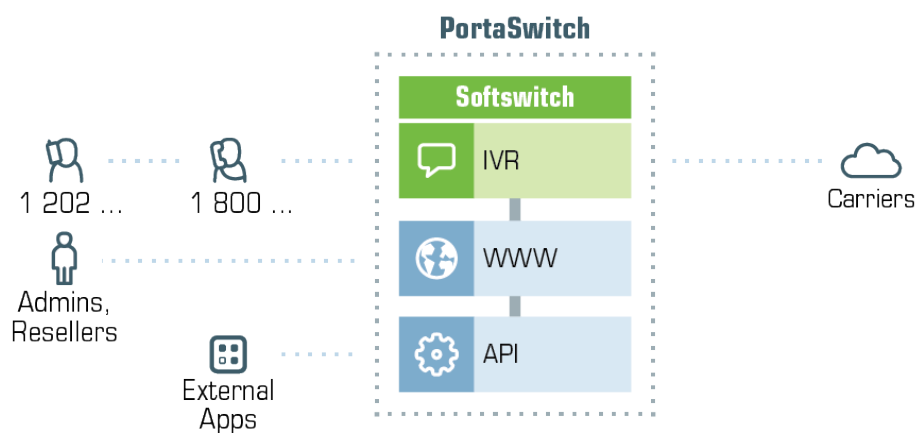 PortaSwitch
Softswitch
IVR
1 202 ...
1 800 ...
Carriers
WWW
Admins,
Resellers
API
External
Apps